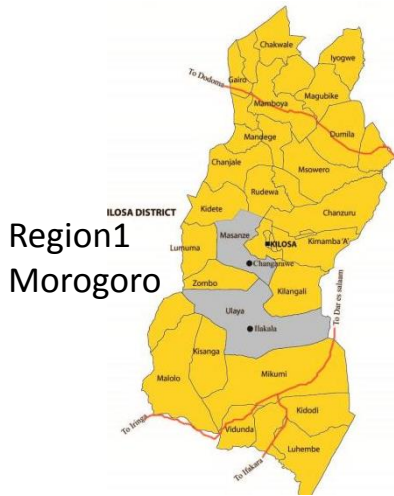 Chakwale
Iyogwe
To Dodoma
Gairo
Magubike
Mamboya
Dumila
Mandege
Msowero
Chanjale
Rudewa
KILOSA DISTRICT
Kidete
Chanzuru
Region1
Morogoro
Masanze
KILOSA
Kimamba 'A'
Lumuma
Changarawe
Zombo
Kilangali
To Dar es salaam
Ulaya
Ilakala
Kisanga
Malolo
Mikumi
Kidodi
To Iringa
Vidunda
Luhembe
To Ifakara